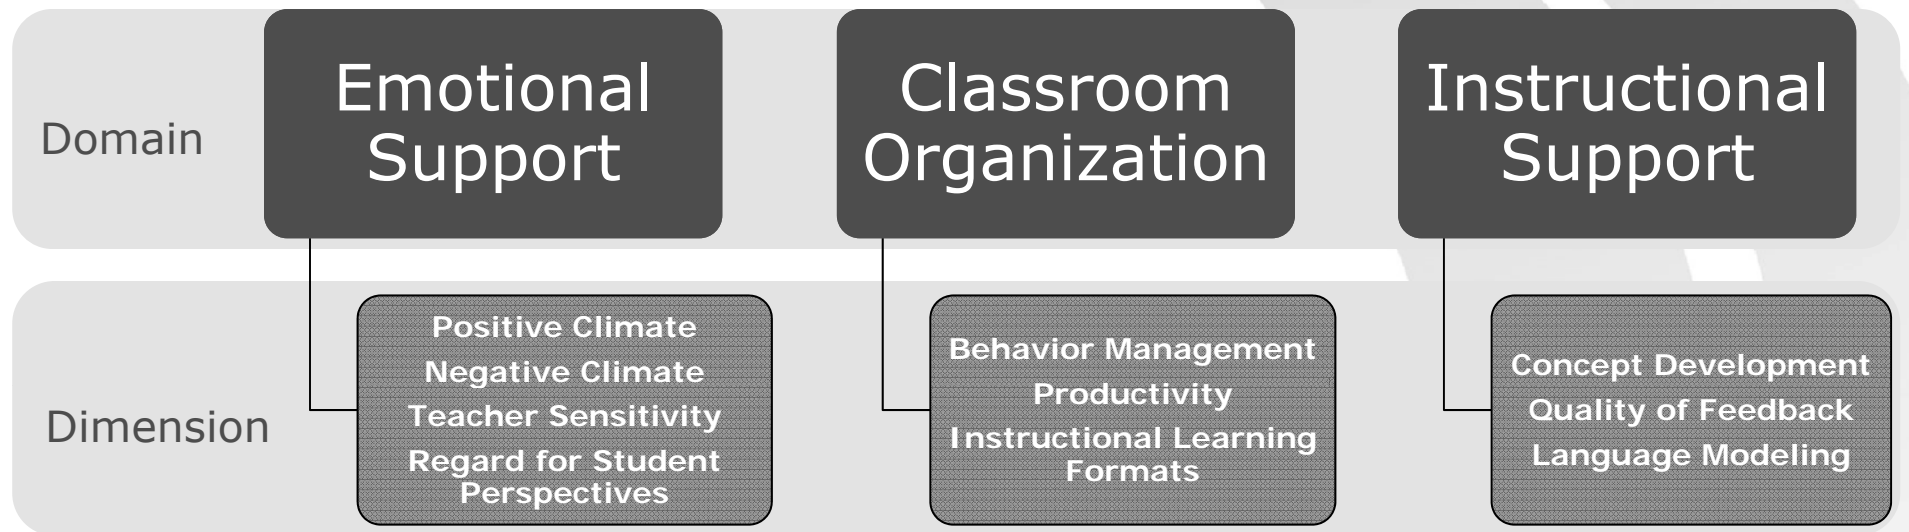 Domain
Emotional
Support
Classroom
Organization
Instructional
Support
Dimension
Positive Climate
Negative Climate
Teacher Sensitivity
Regard for Student
Perspectives
Behavior Management
Productivity
Instructional Learning
Formats
Concept Development
Quality of Feedback
Language Modeling